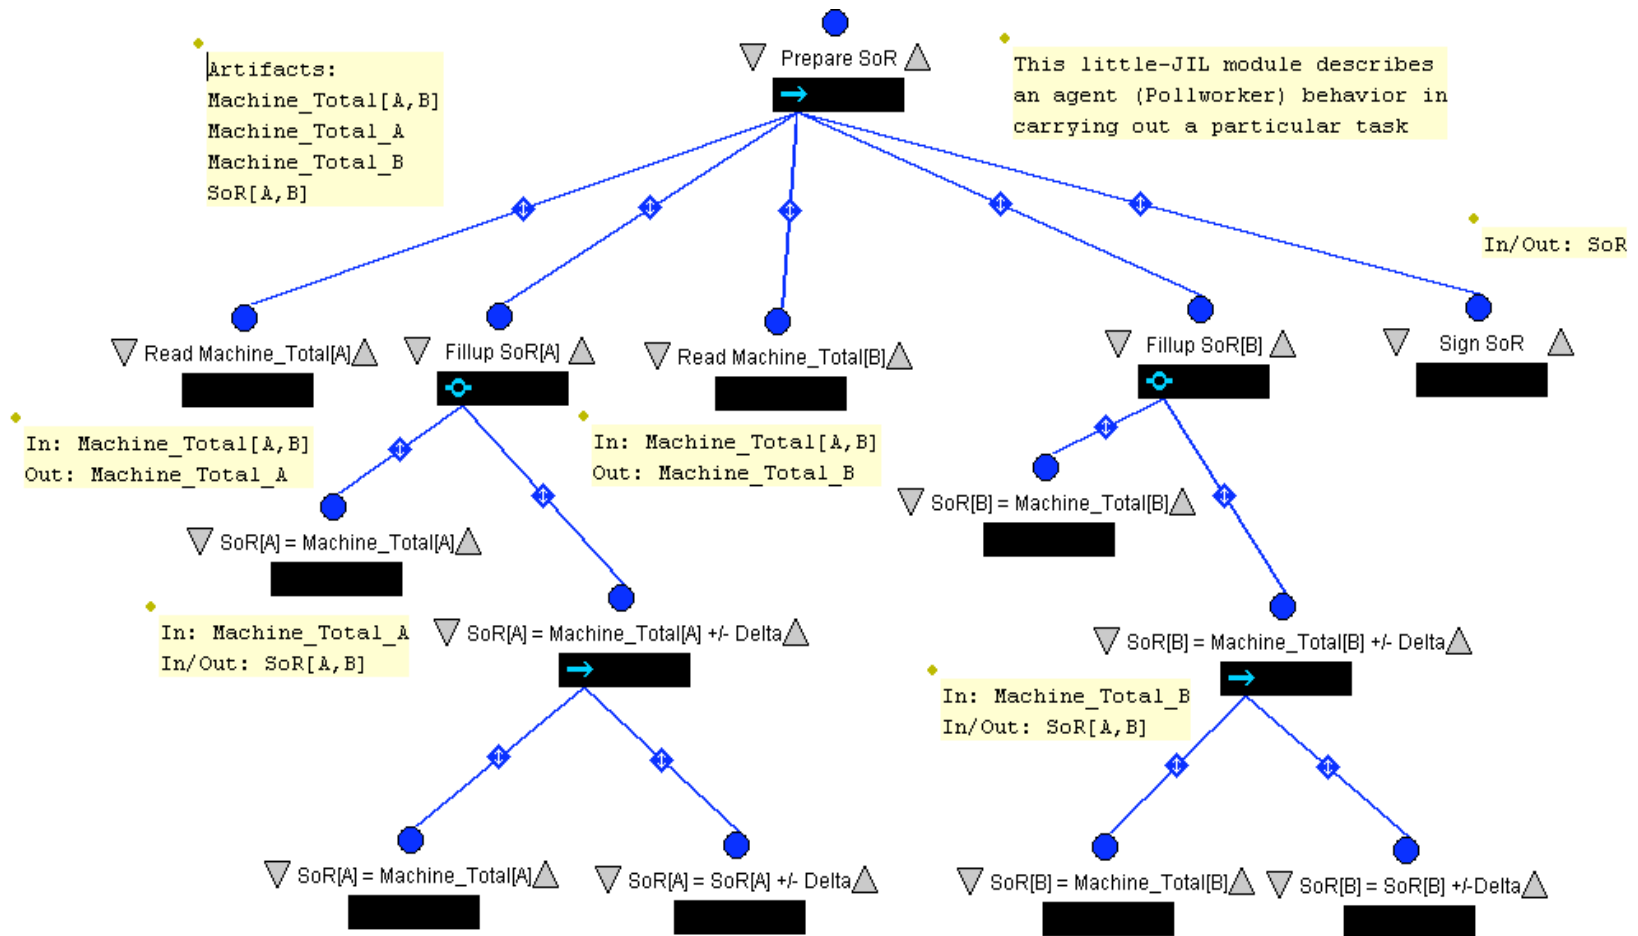 Prepare SoR
Artifacts:
Machine_Total[A,B]
Machine_Total_A
Machine_Total_B
SoR[A,B]
This little-JIL module describes
an agent (Pollworker) behavior in
carrying out a particular task
In/Out: SoR
Read Machine_Total[A]
Fillup SoR[A]
Read Machine_Total[B]
Fillup SoR[B]
Sign SoR
In: Machine_Total[A,B]
Out: Machine_Total_A
In: Machine_Total[A,B]
Out: Machine_Total_B
SoR[A] = Machine_Total[A]
SoR[B] = Machine_Total[B]
In: Machine_Total_A
In/Out: SoR[A,B]
SoR[A] = Machine_Total[A] +/- Delta
SoR[B] = Machine_Total[B] +/- Delta
In: Machine_Total_B
In/Out: SoR[A,B]
SoR[A] = Machine_Total[A]
SoR[A] = SoR[A] +/- Delta
SoR[B] = Machine_Total[B]
SoR[B] = SoR[B] +/-Delta